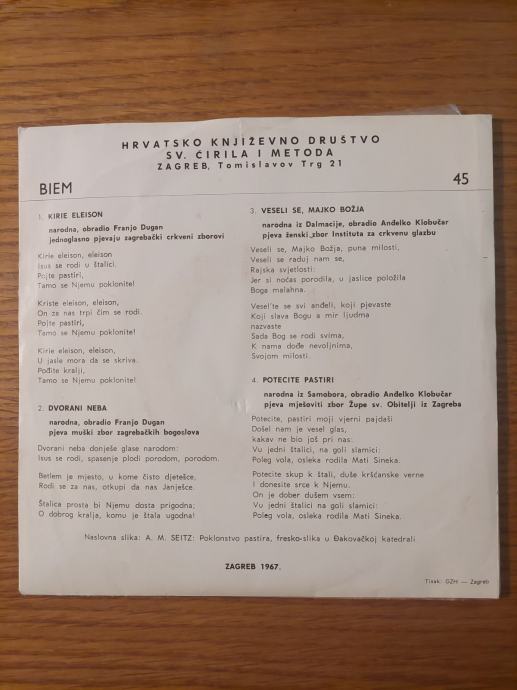 HRVATSKO KNJIŽEVNO DRUŠTVO
SV. ĆIRILA I METODA
ZAGREB, Tomislavov Trg 21
BIEM
45
1. KIRIE ELEISON
narodna, obradio Franjo Dugan
jednoglasno pjevaju zagrebački crkveni zborovi
Kirie eleison, eleison
Isus se rodi u štalici.
Pojte pastiri,
Tamo se Njemu poklonite!
Kriste eleison, eleison,
On za nas trpi čim se rodi.
Pojte pastiri,
Tamo se Njemu poklonite!
Kirie eleison, eleison,
U jasle mora da se skriva.
Pođite kralji,
Tamo se Njemu poklonite!
2. DVORANI NEBA
narodna, obradio Franjo Dugan
pjeva muški zbor zagrebačkih bogoslova
Dvorani neba donješe glase narodom:
Isus se rodi, spasenje plodi porodom, porodom.
Betlem je mjesto, u kome čisto djetešce,
Rodi se za nas, otkupi da nas Janješce.
Štalica prosta bi Njemu dosta prigodna;
O dobrog kralja, komu je štala ugodna!
3. VESELI SE, MAJKO BOŽJA
narodna iz Dalmacije, obradio Anđelko Klobučar
pjeva ženski zbor Instituta za crkvenu glazbu
Veseli se, Majko Božja, puna milosti,
Veseli se raduj nam se,
Rajska svjetlosti:
Jer si noćas porodila, u jaslice položila
Boga malahna.
Vesel'te se svi anđeli, koji pjevaste
Koji slava Bogu a mir ljudma
nazvaste
Sada Bog se rodi svima,
K nama dođe nevoljnima,
Svojom milosti.
4. POTECITE PASTIRI
narodna iz Samobora, obradio Anđelko Klobučar
pjeva mješoviti zbor Župe sv. Obitelji iz Zagreba
Potecite, pastiri moji vjerni pajdaši
Došel nam je vesel glas,
kakav ne bio još pri nas:
Vu jedni štalici, na goli slamici:
Poleg vola, osleka rodila Mati Sineka.
Potecite skup k štali, duše kršćanske verne
I donesite srce k Njemu.
On je dober dušem vsem:
Vu jedni štalici na goli slamici:
Poleg vola, osleka rodila Mati Sineka.
Naslovna slika: A. M. SEITZ: Poklonstvo pastira, fresko-slika u Đakovačkoj katedrali
ZAGREB 1967.
Tisak: GZH — Zagreb